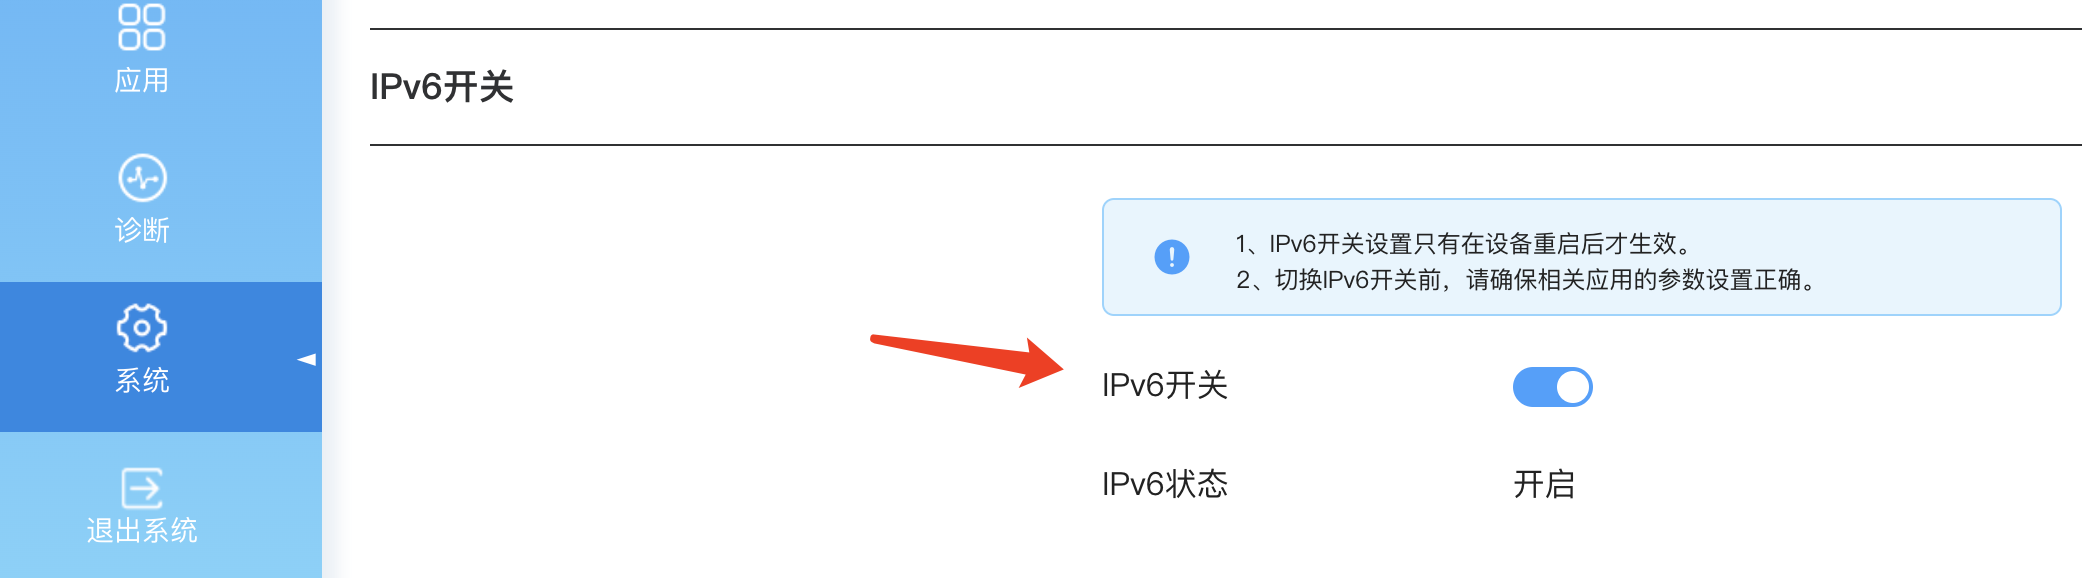 应用
诊断
系统
退出系统
IPv6开关
1、IPv6开关设置只有在设备重启后才生效。
2、切换IPv6开关前，请确保相关应用的参数设置正确。
IPv6开关
IPv6状态 开启